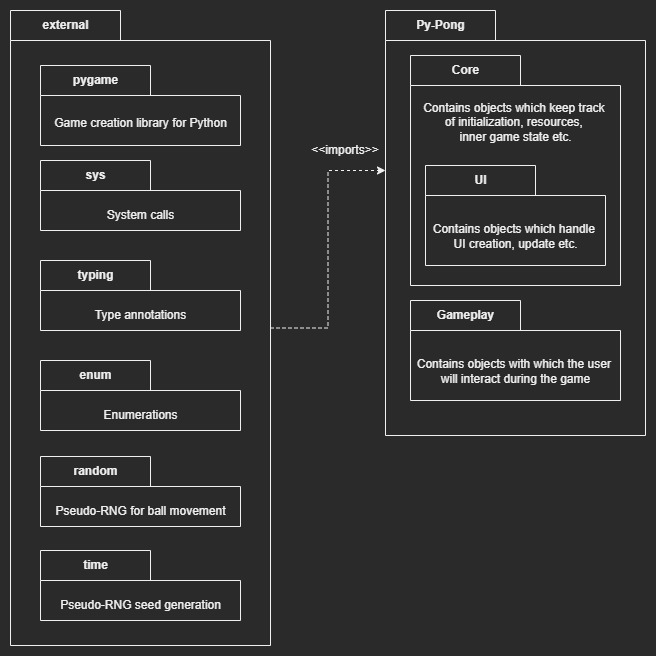 external
pygame
Game creation library for Python
sys
System calls
typing
Type annotations
enum
Enumerations
random
Pseudo-RNG for ball movement
time
Pseudo-RNG seed generation
<<imports>>
Py-Pong
Core
Contains objects which keep track
of initialization, resources,
inner game state etc.
UI
Contains objects which handle
UI creation, update etc.
Gameplay
Contains objects with which the user
will interact during the game